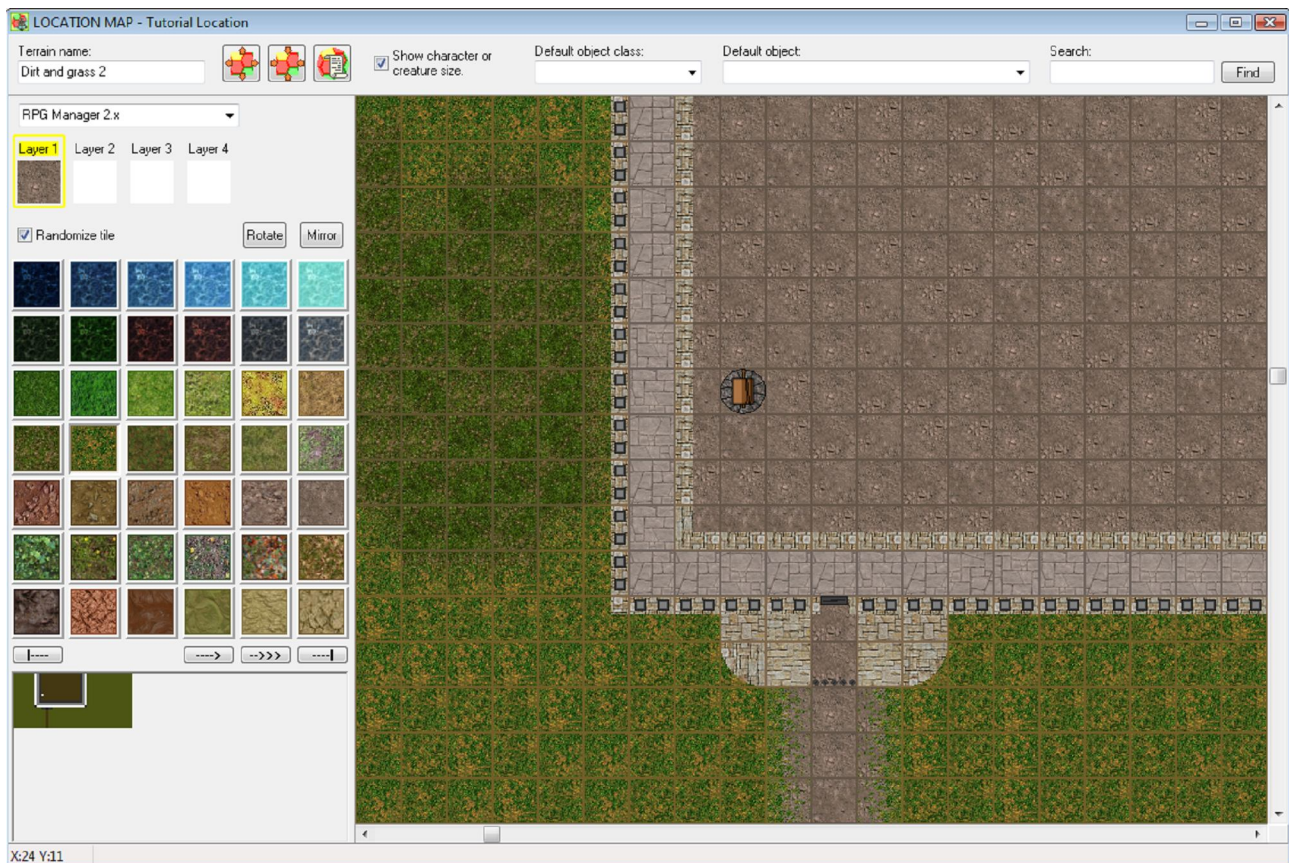 LOCATION MAP - Tutorial Location
Terrain name:
Dirt and grass 2
Show character or
creature size.
Default object class:
Default object:
Search:
Find
RPG Manager 2.x
Layer 1
Layer 2
Layer 3
Layer 4
Randomize tile
Rotate
Mirror
|----
---->
-->>>
----|
X:24 Y:11